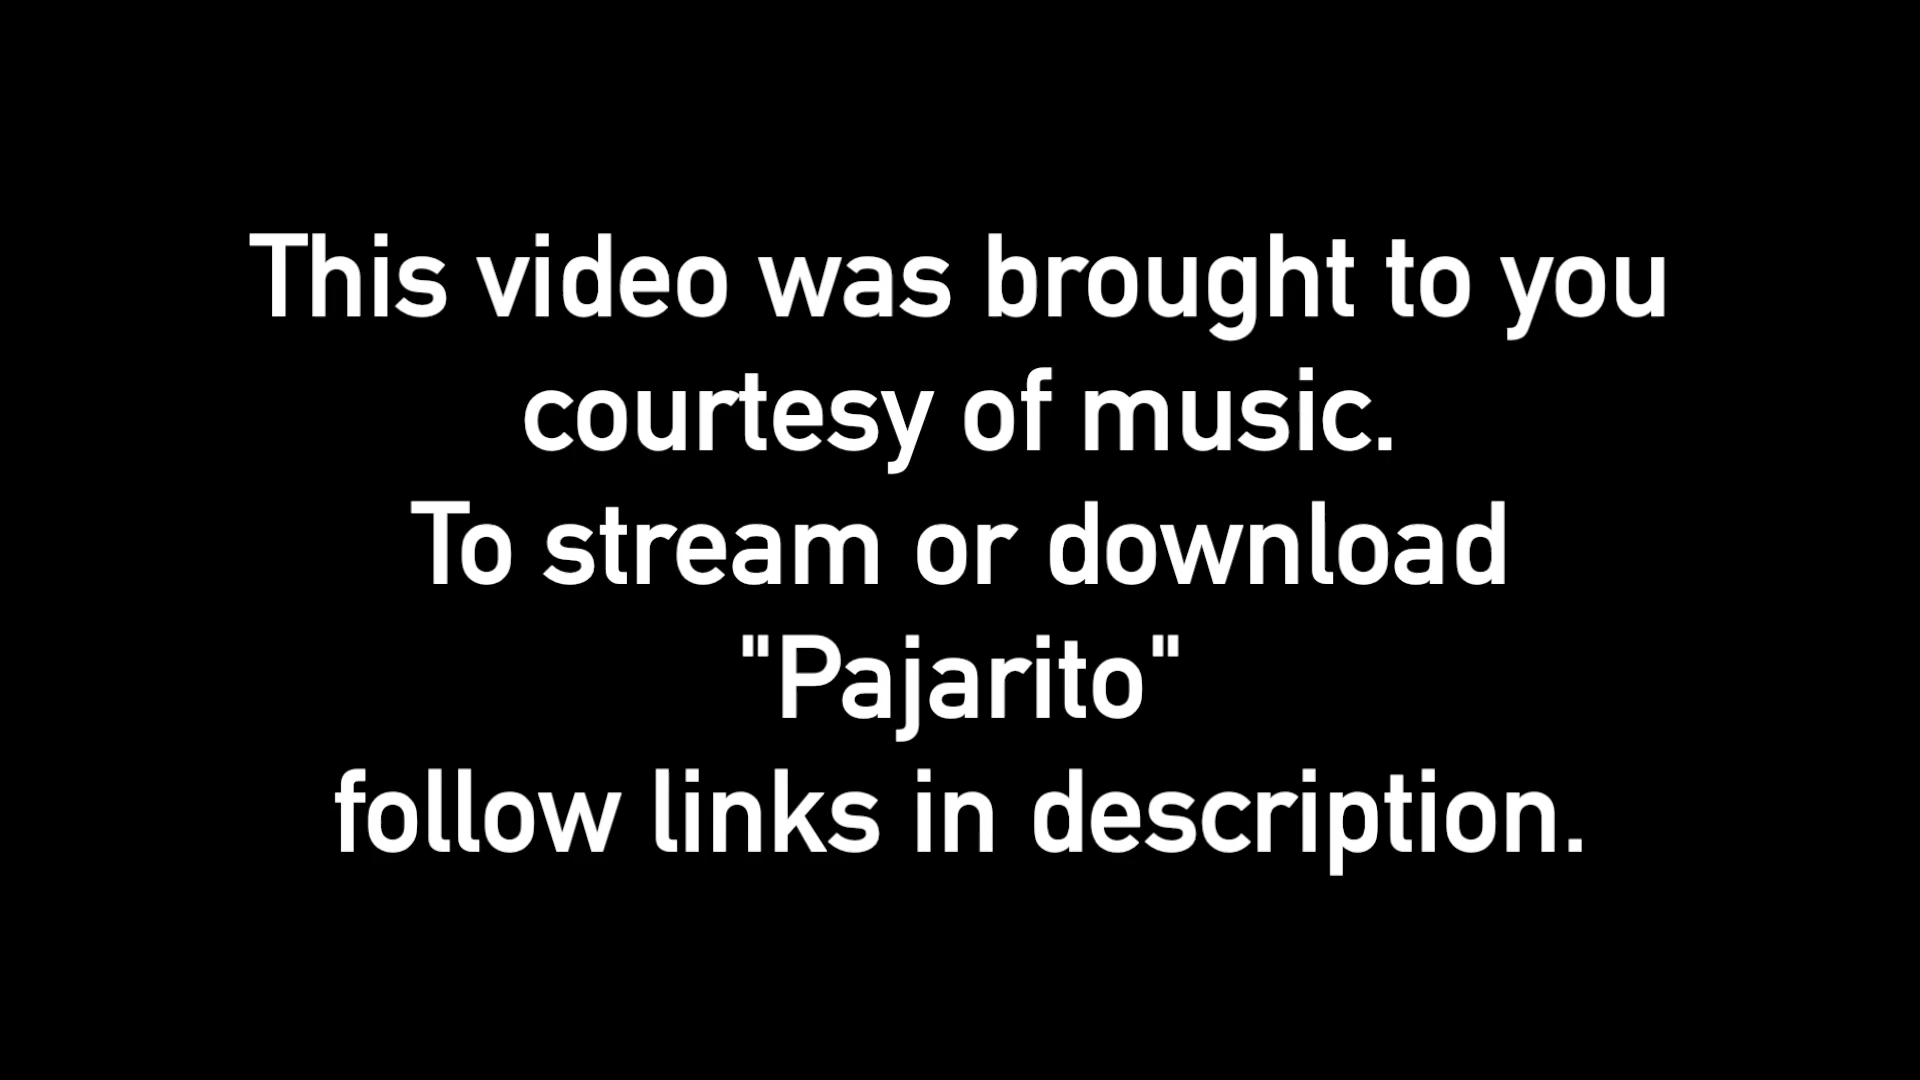 This video was brought to you
courtesy of music.
To stream or download
"Pajarito"
follow links in description.